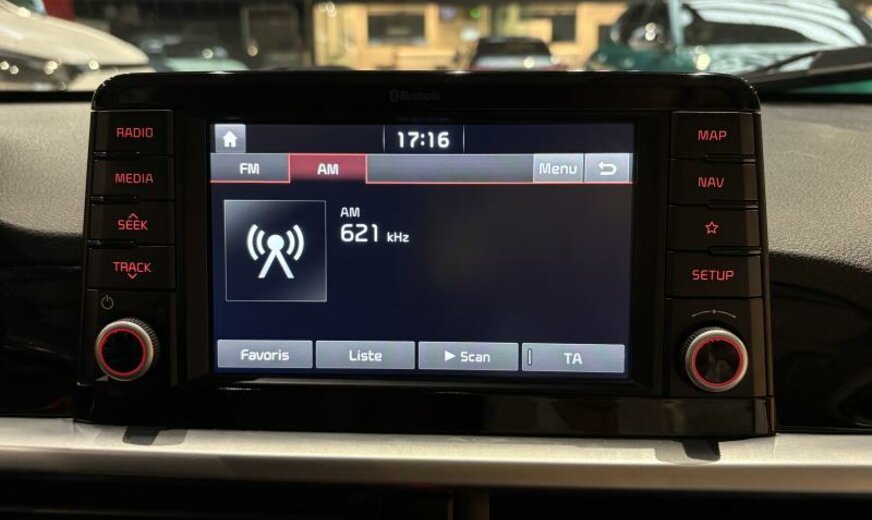 Bluetooth
RADIO
MEDIA
SEEK
TRACK
17:16
FM
AM
Menu
AM
621 kHz
Favoris
Liste
Scan
TA
MAP
NAV
SETUP